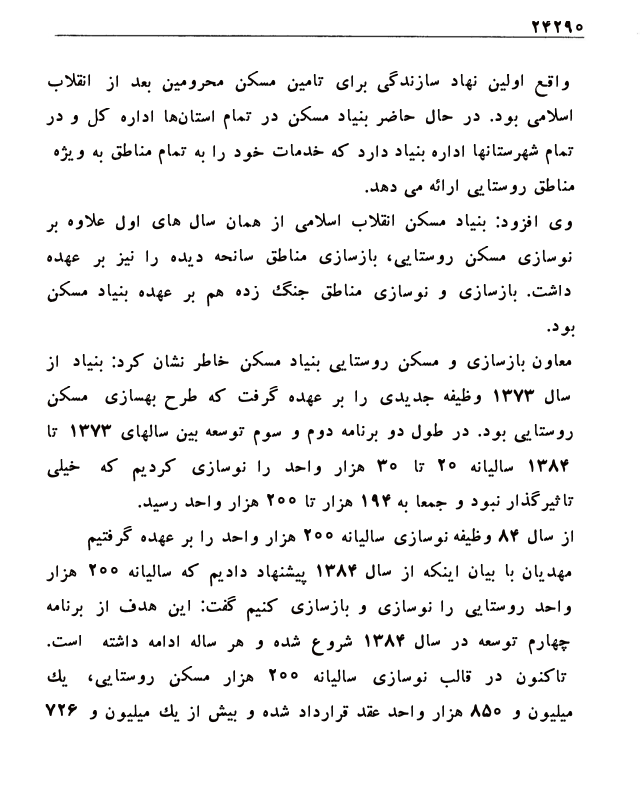 ۲۴۲۹۰
واقع اولین نهاد سازندگی برای تامین مسکن محرومین بعد از انقلاب
اسلامی بود. در حال حاضر بنیاد مسکن در تمام استان‌ها اداره کل و در
تمام شهرستانها اداره بنیاد دارد که خدمات خود را به تمام مناطق به ویژه
مناطق روستایی ارائه می دهد.
وی افزود: بنیاد مسکن انقلاب اسلامی از همان سال های اول علاوه بر
نوسازی مسکن روستایی، بازسازی مناطق سانحه دیده را نیز بر عهده
داشت. بازسازی و نوسازی مناطق جنگ زده هم بر عهده بنیاد مسکن
بود.
معاون بازسازی و مسکن روستایی بنیاد مسکن خاطر نشان کرد: بنیاد از
سال ۱۳۷۳ وظیفه جدیدی را بر عهده گرفت که طرح بهسازی مسکن
روستایی بود. در طول دو برنامه دوم و سوم توسعه بین سالهای ۱۳۷۳ تا
۱۳۸۴ سالیانه ۲۰ تا ۳۰ هزار واحد را نوسازی کردیم که خیلی
تاثیرگذار نبود و جمعا به ۱۹۴ هزار تا ۲۰۰ هزار واحد رسید.
از سال ۸۴ وظیفه نوسازی سالیانه ۲۰۰ هزار واحد را بر عهده گرفتیم
مهدیان با بیان اینکه از سال ۱۳۸۴ پیشنهاد دادیم که سالیانه ۲۰۰ هزار
واحد روستایی را نوسازی و بازسازی کنیم گفت: این هدف از برنامه
چهارم توسعه در سال ۱۳۸۴ شروع شده و هر ساله ادامه داشته است.
تاکنون در قالب نوسازی سالیانه ۲۰۰ هزار مسکن روستایی، یك
میلیون و ۸۵۰ هزار واحد عقد قرارداد شده و بیش از یك میلیون و ۷۲۶